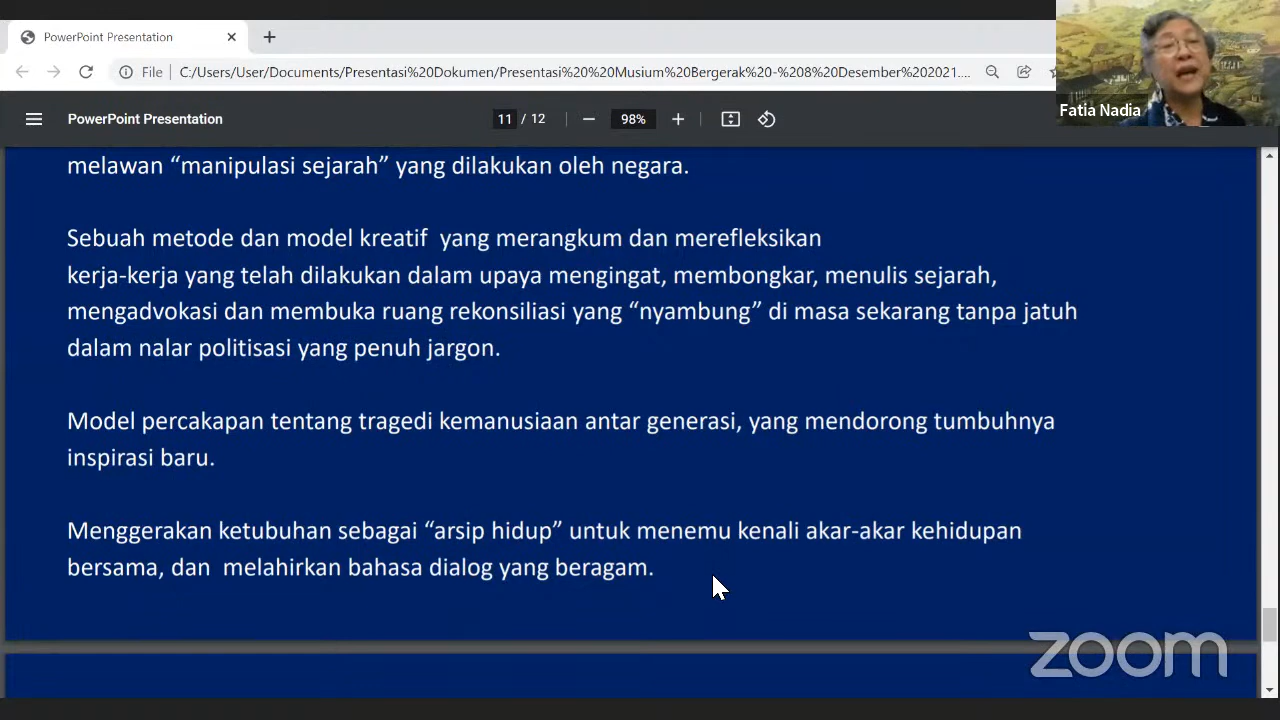 PowerPoint Presentation
File
C:/Users/User/Documents/Presentasi%20Dokumen/Presentasi%20%20Musium%20Bergerak%20-%208%20Desember%202021....
Fatia Nadia
PowerPoint Presentation
11 / 12
98%
melawan “manipulasi sejarah” yang dilakukan oleh negara.
Sebuah metode dan model kreatif yang merangkum dan merefleksikan
kerja-kerja yang telah dilakukan dalam upaya mengingat, membongkar, menulis sejarah,
mengadvokasi dan membuka ruang rekonsiliasi yang “nyambung” di masa sekarang tanpa jatuh
dalam nalar politisasi yang penuh jargon.
Model percakapan tentang tragedi kemanusiaan antar generasi, yang mendorong tumbuhnya
inspirasi baru.
Menggerakan ketubuhan sebagai “arsip hidup” untuk menemu kenali akar-akar kehidupan
bersama, dan melahirkan bahasa dialog yang beragam.
zoom